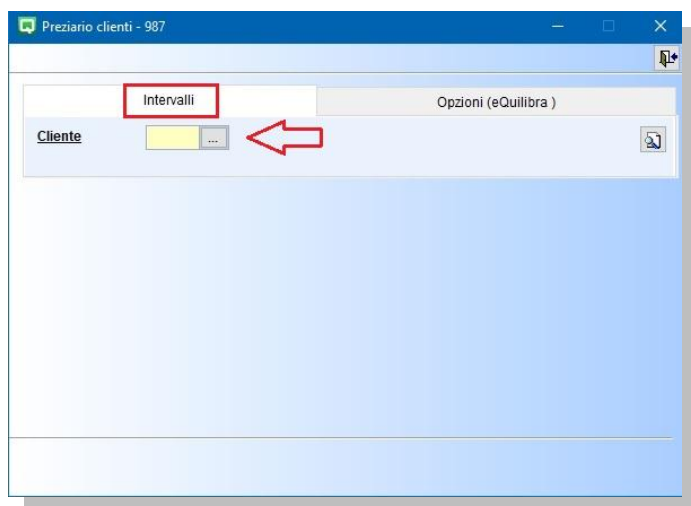 Preziario clienti - 987
Intervalli
Opzioni (eQuilibra )
Cliente
...